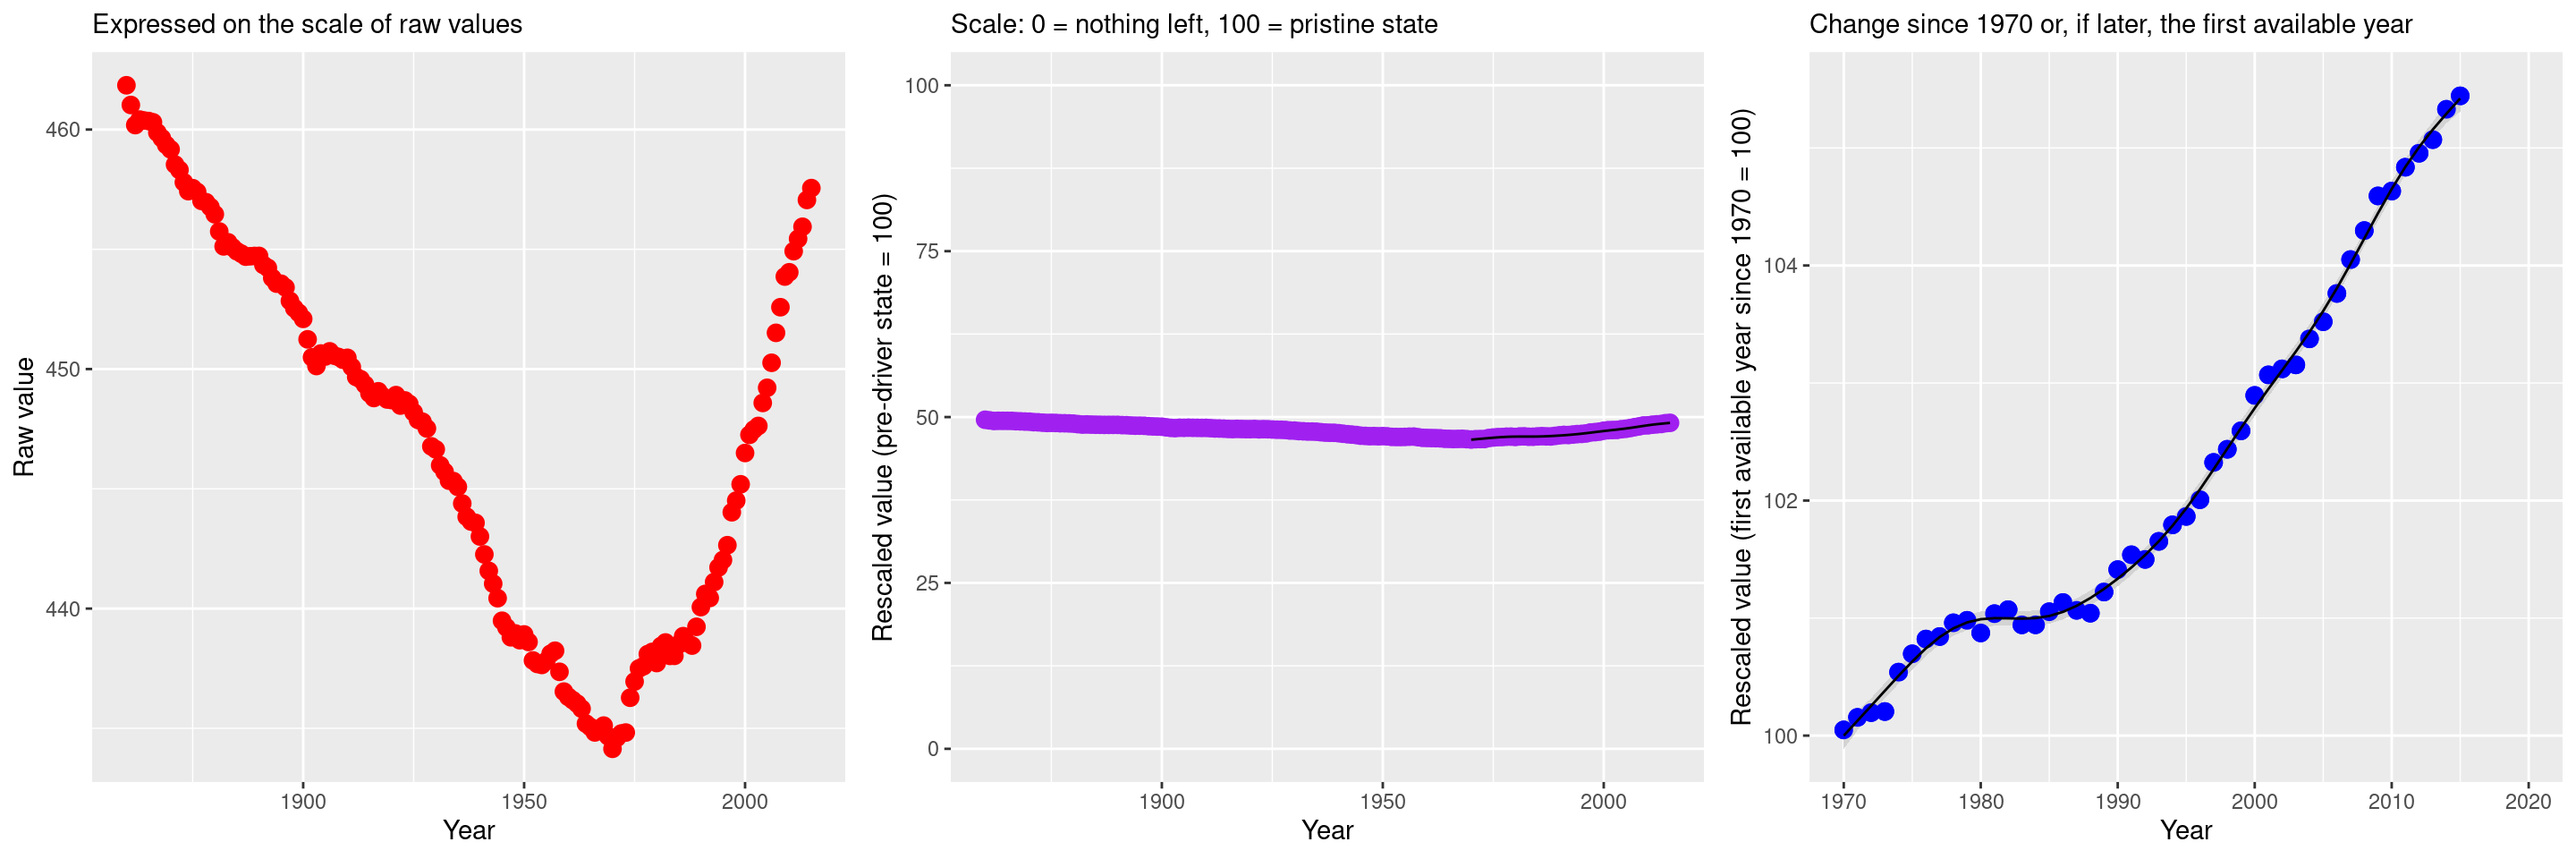 Expressed on the scale of raw values
Raw value
460
450
440
1900
1950
2000
Year
Scale: 0 = nothing left, 100 = pristine state
Rescaled value (pre-driver state = 100)
100
75
50
25
0
1900
1950
2000
Year
Change since 1970 or, if later, the first available year
Rescaled value (first available year since 1970 = 100)
104
102
100
1970
1980
1990
2000
2010
2020
Year